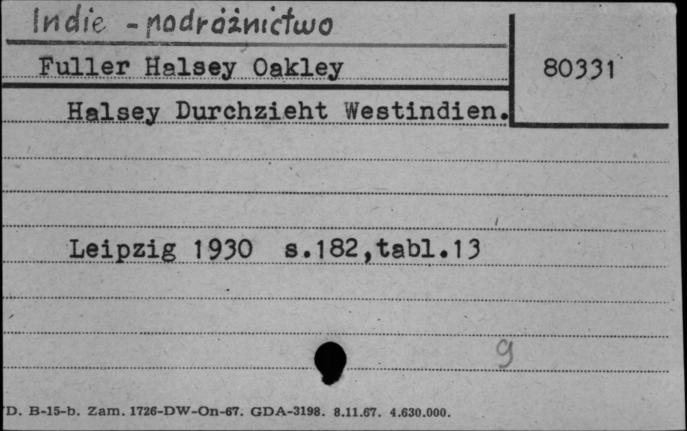 Indie - podróżnictwo
Fuller Halsey Oakley
80331
Halsey Durchzieht Westindien.
Leipzig 1930 s.182,tabl.13
9
D. B-15-b. Zam. 1726-DW-On-67. GDA-3198. 8.11.67. 4.630.000.